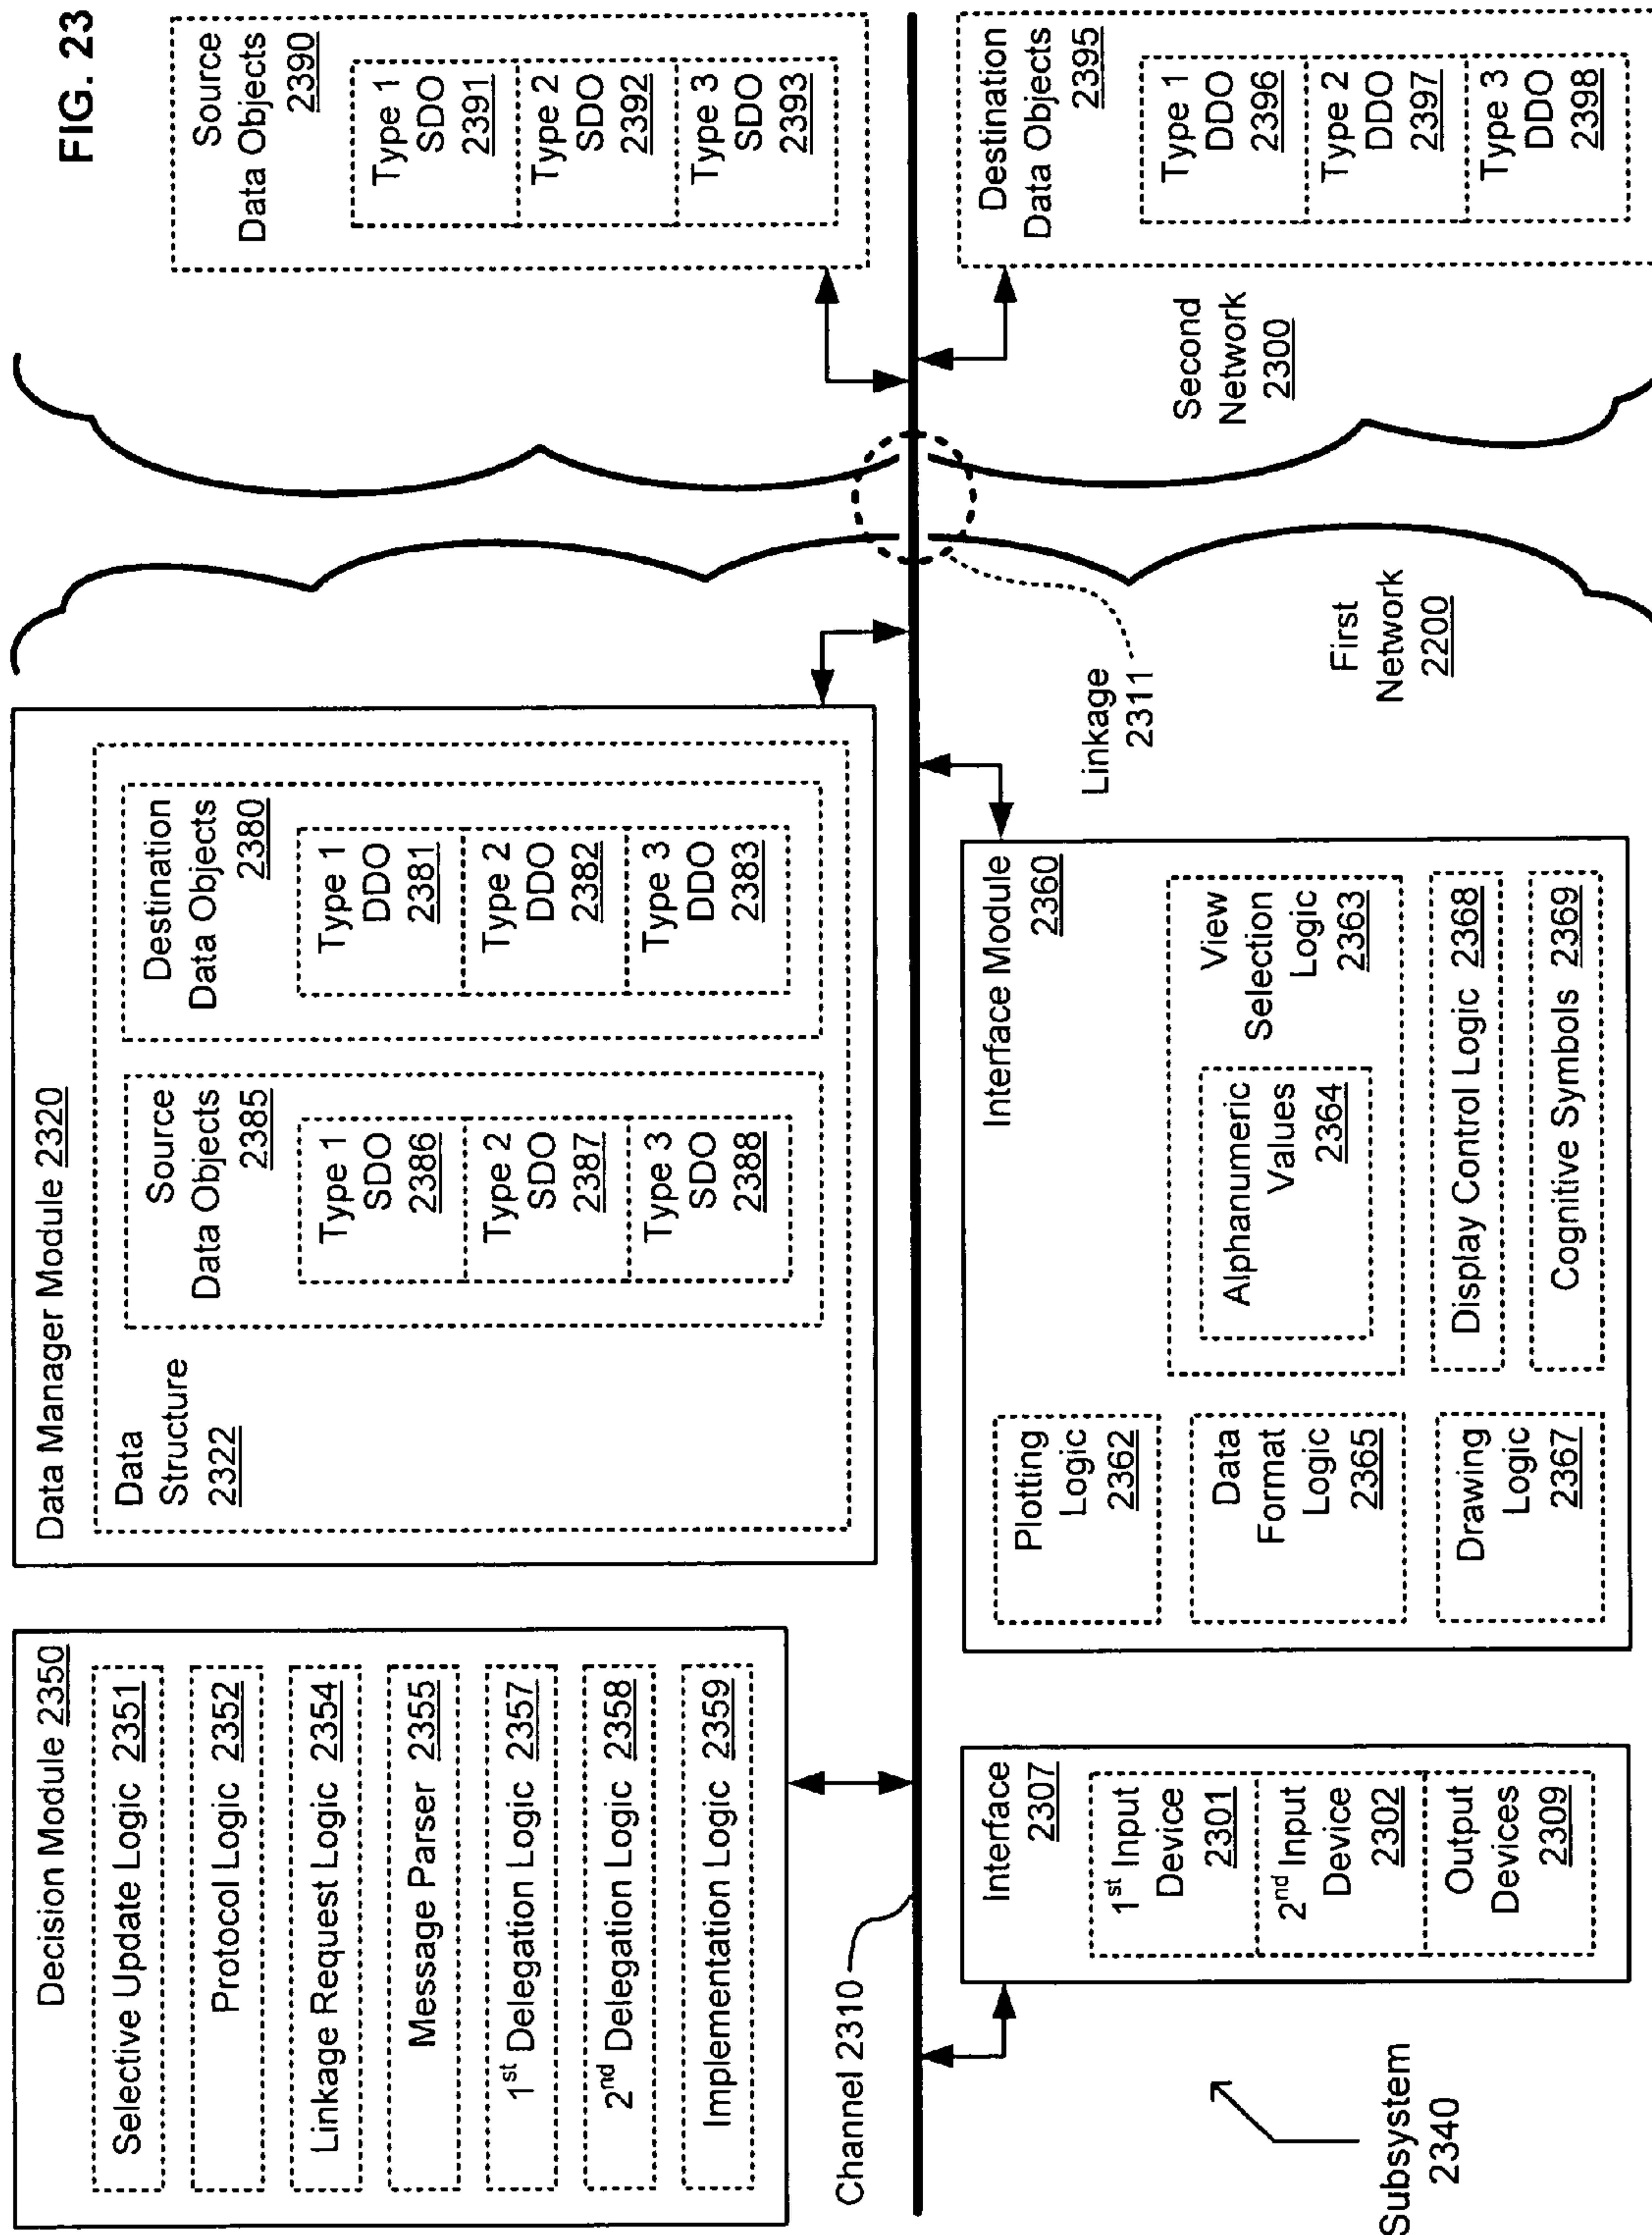 FIG. 23
Decision Module 2350
Selective Update Logic 2351
Protocol Logic 2352
Linkage Request Logic 2354
Message Parser 2355
1st Delegation Logic 2357
2nd Delegation Logic 2358
Implementation Logic 2359
Data Manager Module 2320
Data
Structure
2322
Source
Data Objects
2385
Type 1
SDO
2386
Type 2
SDO
2387
Type 3
SDO
2388
Destination
Data Objects
2380
Type 1
DDO
2381
Type 2
DDO
2382
Type 3
DDO
2383
Source
Data Objects
2390
Type 1
SDO
2391
Type 2
SDO
2392
Type 3
SDO
2393
Channel 2310
Interface
2307
1st Input
Device
2301
2nd Input
Device
2302
Output
Devices
2309
Subsystem
2340
Interface Module
2360
Plotting
Logic
2362
Data
Format
Logic
2365
Drawing
Logic
2367
View
Selection
Logic
2363
Alphanumeric
Values
2364
Display Control Logic 2368
Cognitive Symbols 2369
Linkage
2311
First
Network
2200
Second
Network
2300
Destination
Data Objects
2395
Type 1
DDO
2396
Type 2
DDO
2397
Type 3
DDO
2398